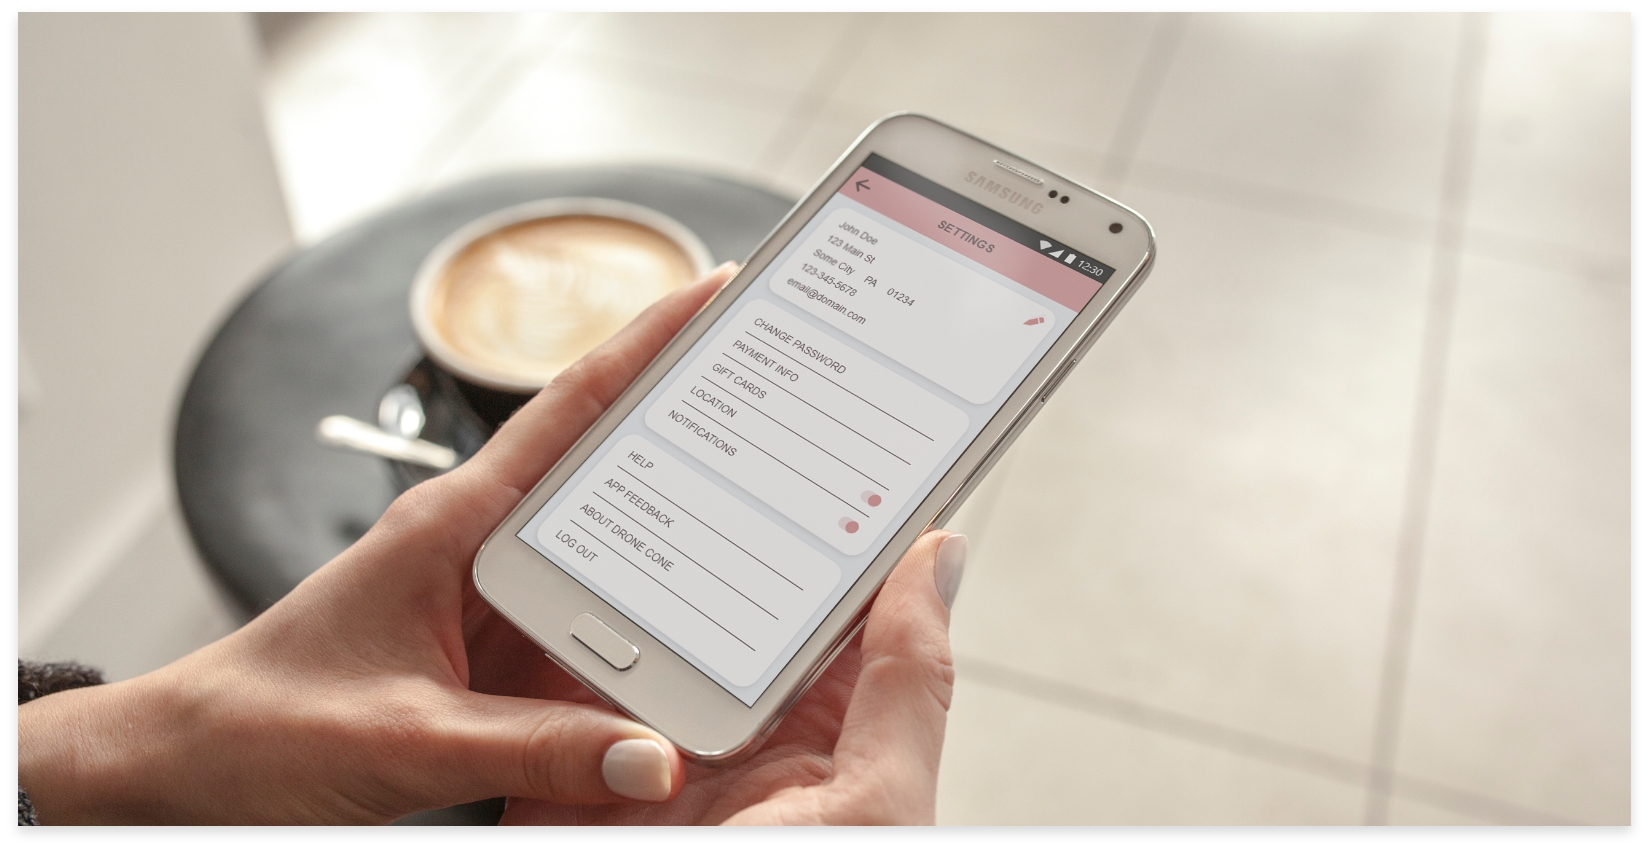 SAMSUNG
12:30
SETTINGS
John Doe
123 Main St
Some City PA 01234
123-345-5678
email@domain.com
CHANGE PASSWORD
PAYMENT INFO
GIFT CARDS
LOCATION
NOTIFICATIONS
HELP
APP FEEDBACK
ABOUT DRONE CONE
LOG OUT